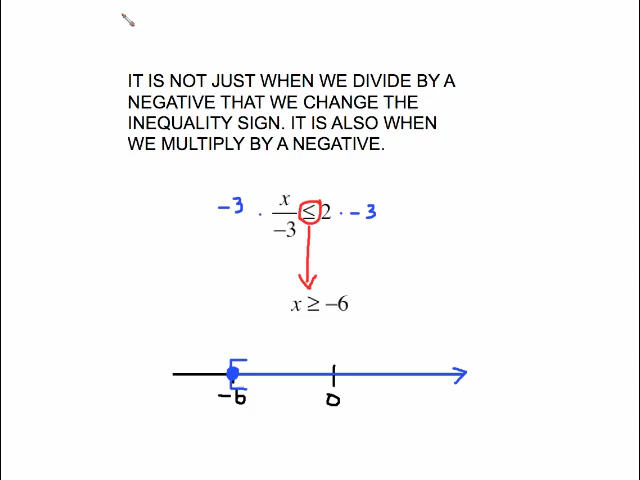 IT IS NOT JUST WHEN WE DIVIDE BY A
NEGATIVE THAT WE CHANGE THE
INEQUALITY SIGN. IT IS ALSO WHEN
WE MULTIPLY BY A NEGATIVE.
-3 · x/-3 ≤ 2 · -3
x ≥ -6
-6 0